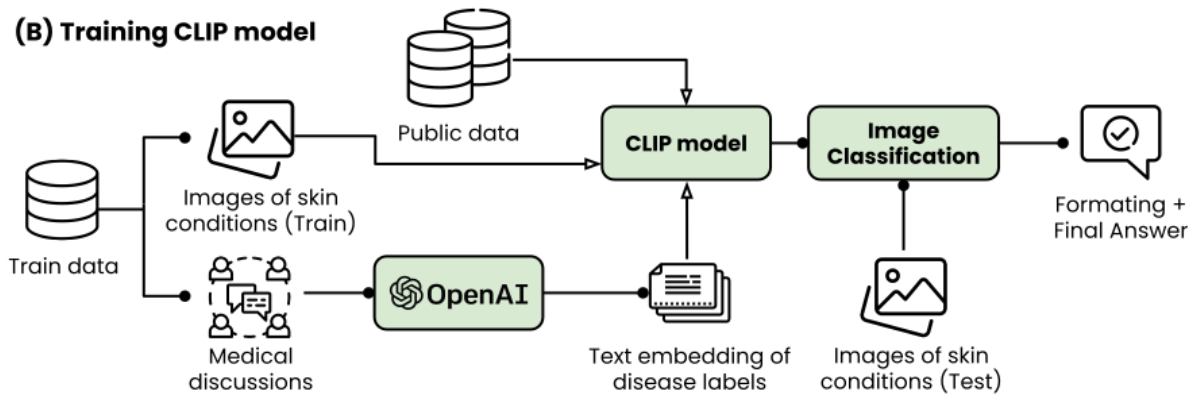 (B) Training CLIP model
Public data
CLIP model
Image
Classification
Images of skin
conditions (Train)
Formating +
Final Answer
Train data
OpenAI
Medical
discussions
Text embedding of
disease labels
Images of skin
conditions (Test)